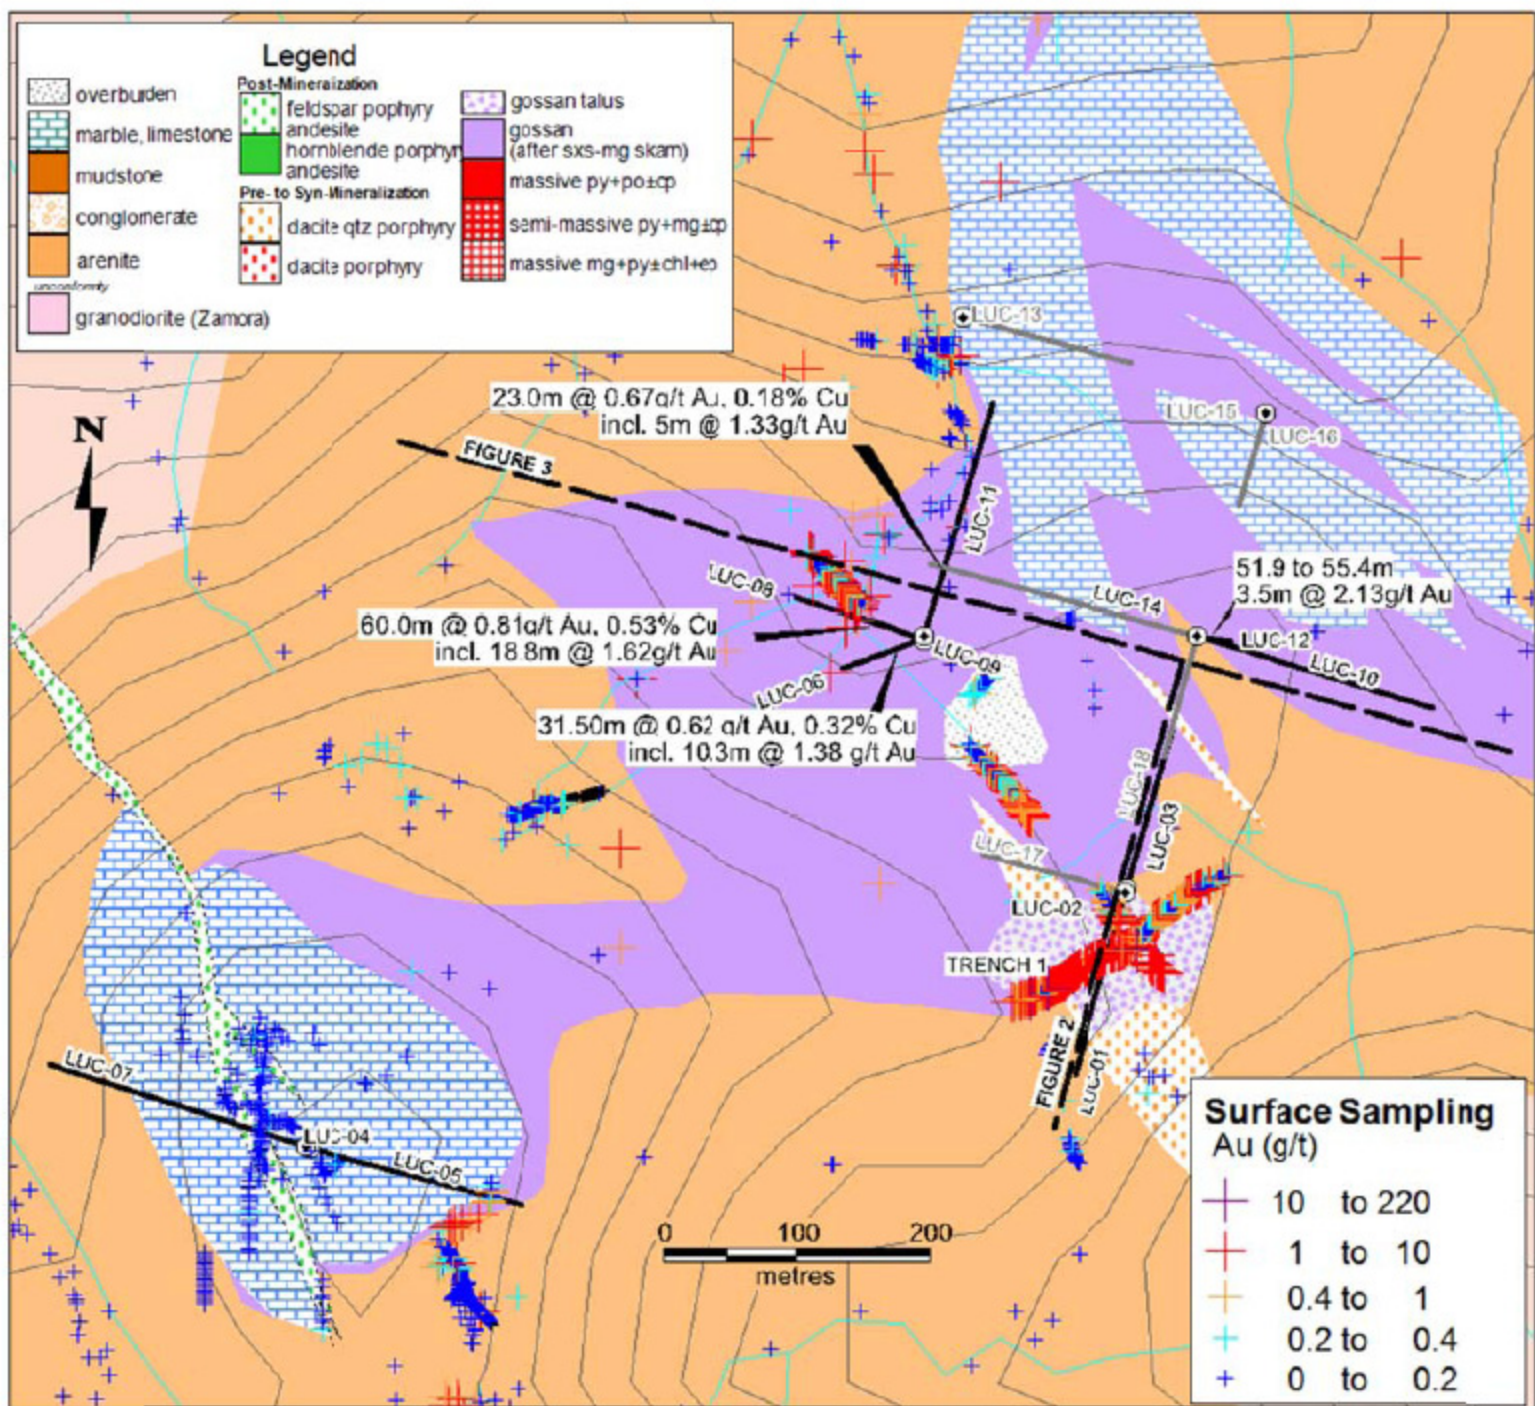 Legend
Post-Mineraization
overburden
marble, limestone
mudstone
conglomerate
arenite
unconformity
granodiorite (Zamora)
feldspar pophyry
andesite
hornblende porphyry
andesite
Pre- to Syn-Mineralization
dacite qtz porphyry
dacite porphyry
gossan talus
gossan
(after sxs-mg skarn)
massive py+po±cp
semi-massive py+mg±cp
massive mg+py±chl+ep
N
LUC-13
23.0m @ 0.67g/t Au, 0.18% Cu
incl. 5m @ 1.33g/t Au
LUC-15
LUC-16
FIGURE 3
LUC-11
51.9 to 55.4m
3.5m @ 2.13g/t Au
LUC-08
LUC-14
60.0m @ 0.81g/t Au, 0.53% Cu
incl. 18.8m @ 1.62g/t Au
LUC-12
LUC-09
LUC-10
LUC-06
31.50m @ 0.62 g/t Au, 0.32% Cu
incl. 10.3m @ 1.38 g/t Au
LUC-18
LUC-03
LUC-17
LUC-02
TRENCH 1
FIGURE 2
LUC-01
LUC-07
LUC-04
LUC-05
0 100 200
metres
Surface Sampling
Au (g/t)
10 to 220
1 to 10
0.4 to 1
0.2 to 0.4
0 to 0.2